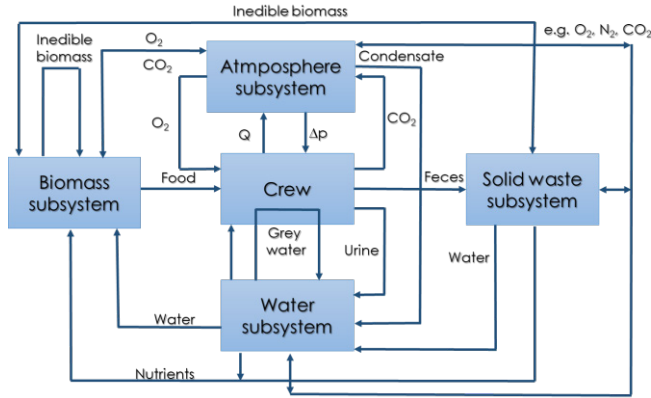 Inedible biomass
e.g. O₂, N₂, CO₂
Inedible
biomass
O₂
CO₂
Atmposphere
subsystem
Condensate
O₂
Q
Δp
CO₂
Biomass
subsystem
Food
Crew
Feces
Solid waste
subsystem
Grey
water
Urine
Water
Water
Water
subsystem
Nutrients